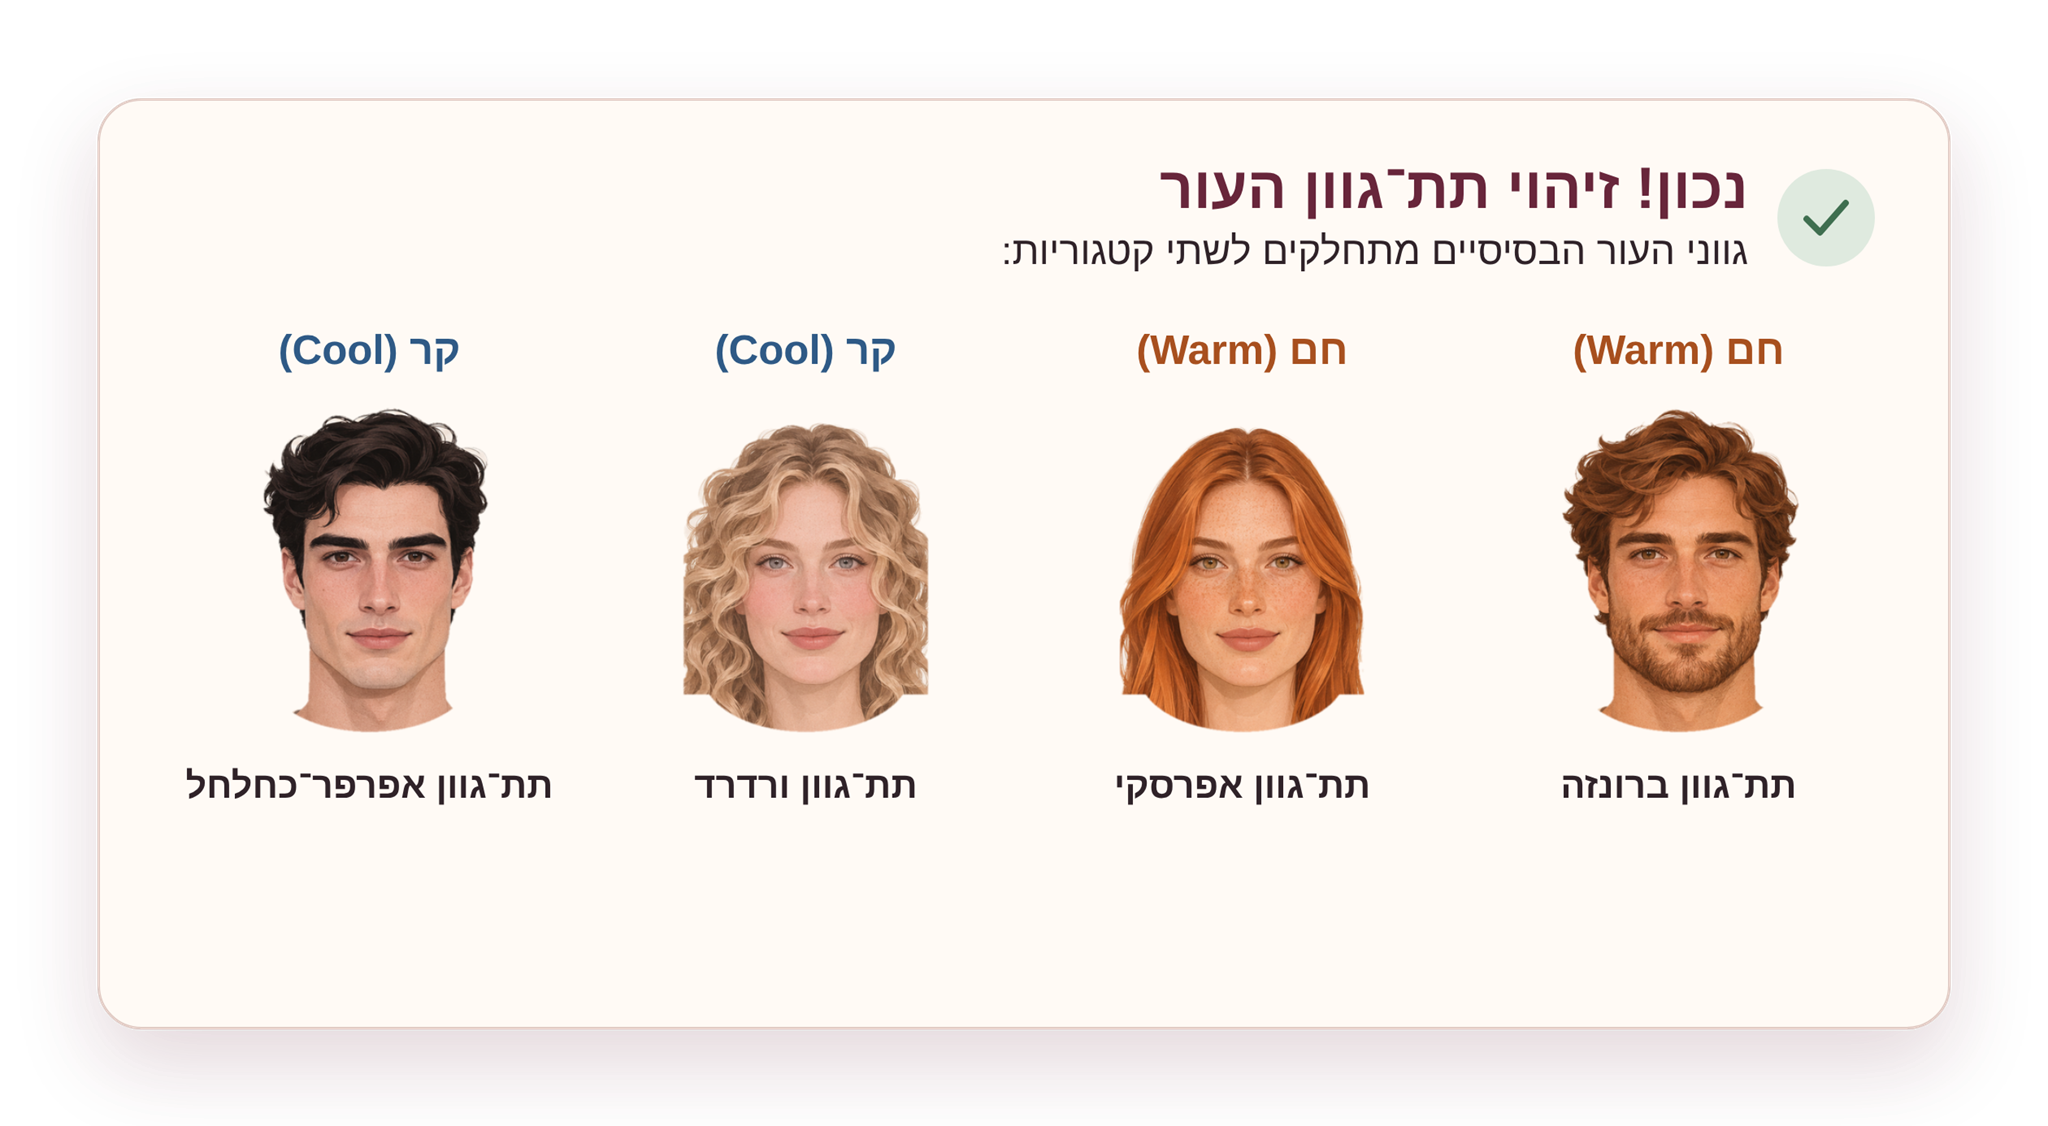 נכון! זיהוי תת־גוון העור
גווני העור הבסיסיים מתחלקים לשתי קטגוריות:
חם (Warm)
חם (Warm)
קר (Cool)
קר (Cool)
תת־גוון ברונזה
תת־גוון אפרסקי
תת־גוון ורדרד
תת־גוון אפרפר־כחלחל